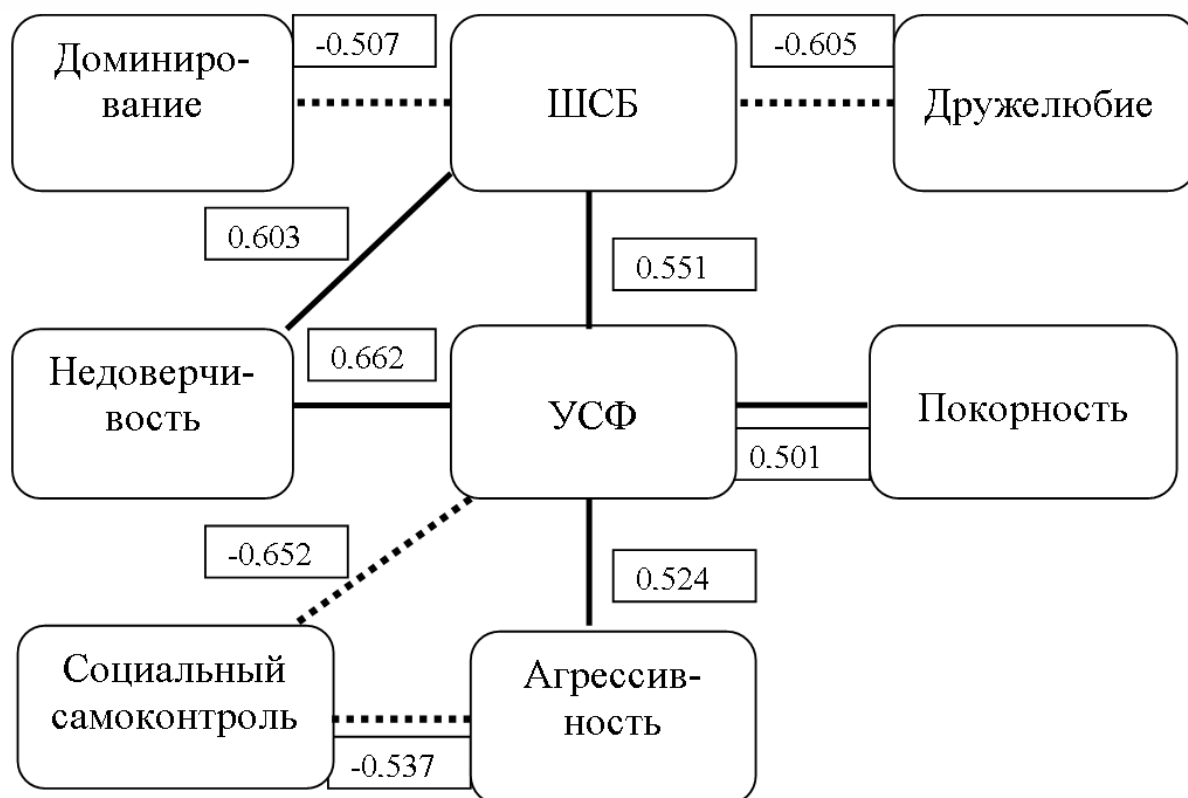 Доминиро-
вание
-0.507
ШСБ
-0.605
Дружелюбие
0.603
0.551
Недоверчи-
вость
0.662
УСФ
0.501
Покорность
-0.652
0.524
Социальный
самоконтроль
-0.537
Агрессив-
ность